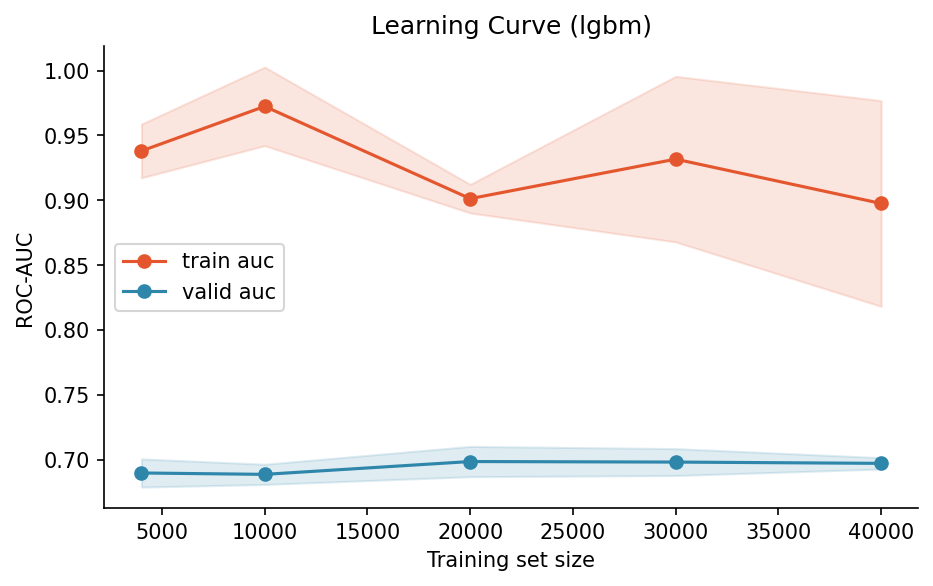 Learning Curve (lgbm)
1.00
0.95
0.90
0.85
0.80
0.75
0.70
ROC-AUC
train auc
valid auc
5000 10000 15000 20000 25000 30000 35000 40000
Training set size